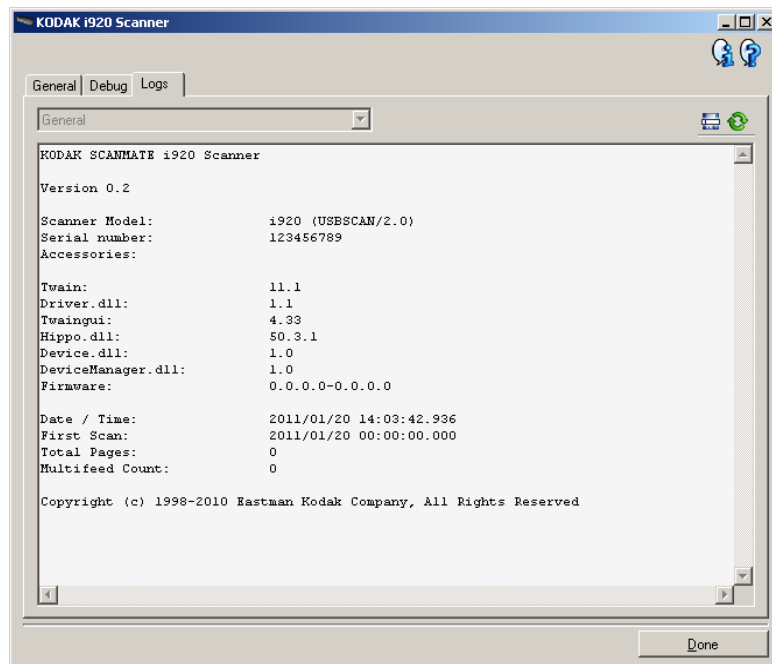 KODAK i920 Scanner
General Debug Logs
General
KODAK SCANMATE i920 Scanner
Version 0.2
Scanner Model: i920 (USBSCAN/2.0)
Serial number: 123456789
Accessories:
Twain: 11.1
Driver.dll: 1.1
Twaingui: 4.33
Hippo.dll: 50.3.1
Device.dll: 1.0
DeviceManager.dll: 1.0
Firmware: 0.0.0.0-0.0.0.0
Date / Time: 2011/01/20 14:03:42.936
First Scan: 2011/01/20 00:00:00.000
Total Pages: 0
Multifeed Count: 0
Copyright (c) 1998-2010 Eastman Kodak Company, All Rights Reserved
Done